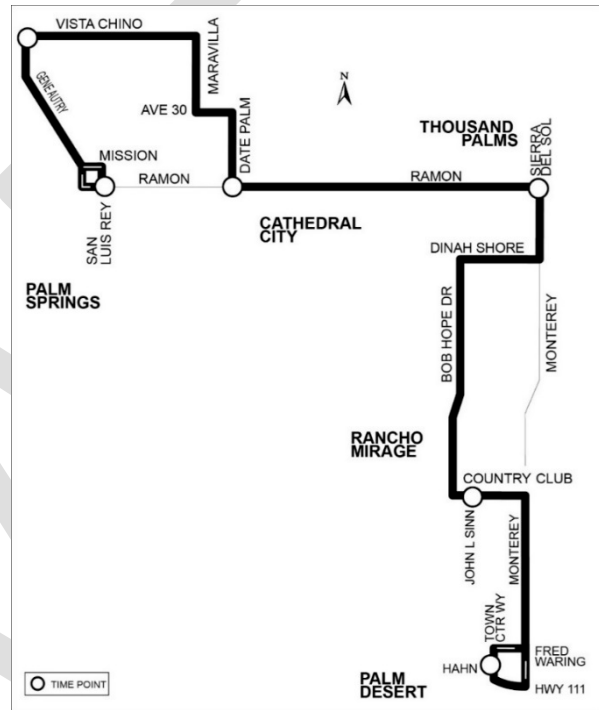 VISTA CHINO
MARAVILLA
GENE AUTRY
N
AVE 30
THOUSAND
PALMS
SIERRA
DEL SOL
DATE PALM
MISSION
RAMON
RAMON
SAN
LUIS REY
CATHEDRAL
CITY
DINAH SHORE
PALM
SPRINGS
BOB HOPE DR
MONTEREY
RANCHO
MIRAGE
COUNTRY CLUB
JOHN L SINN
MONTEREY
TOWN
CTR WY
FRED
WARING
HAHN
PALM
DESERT
HWY 111
TIME POINT